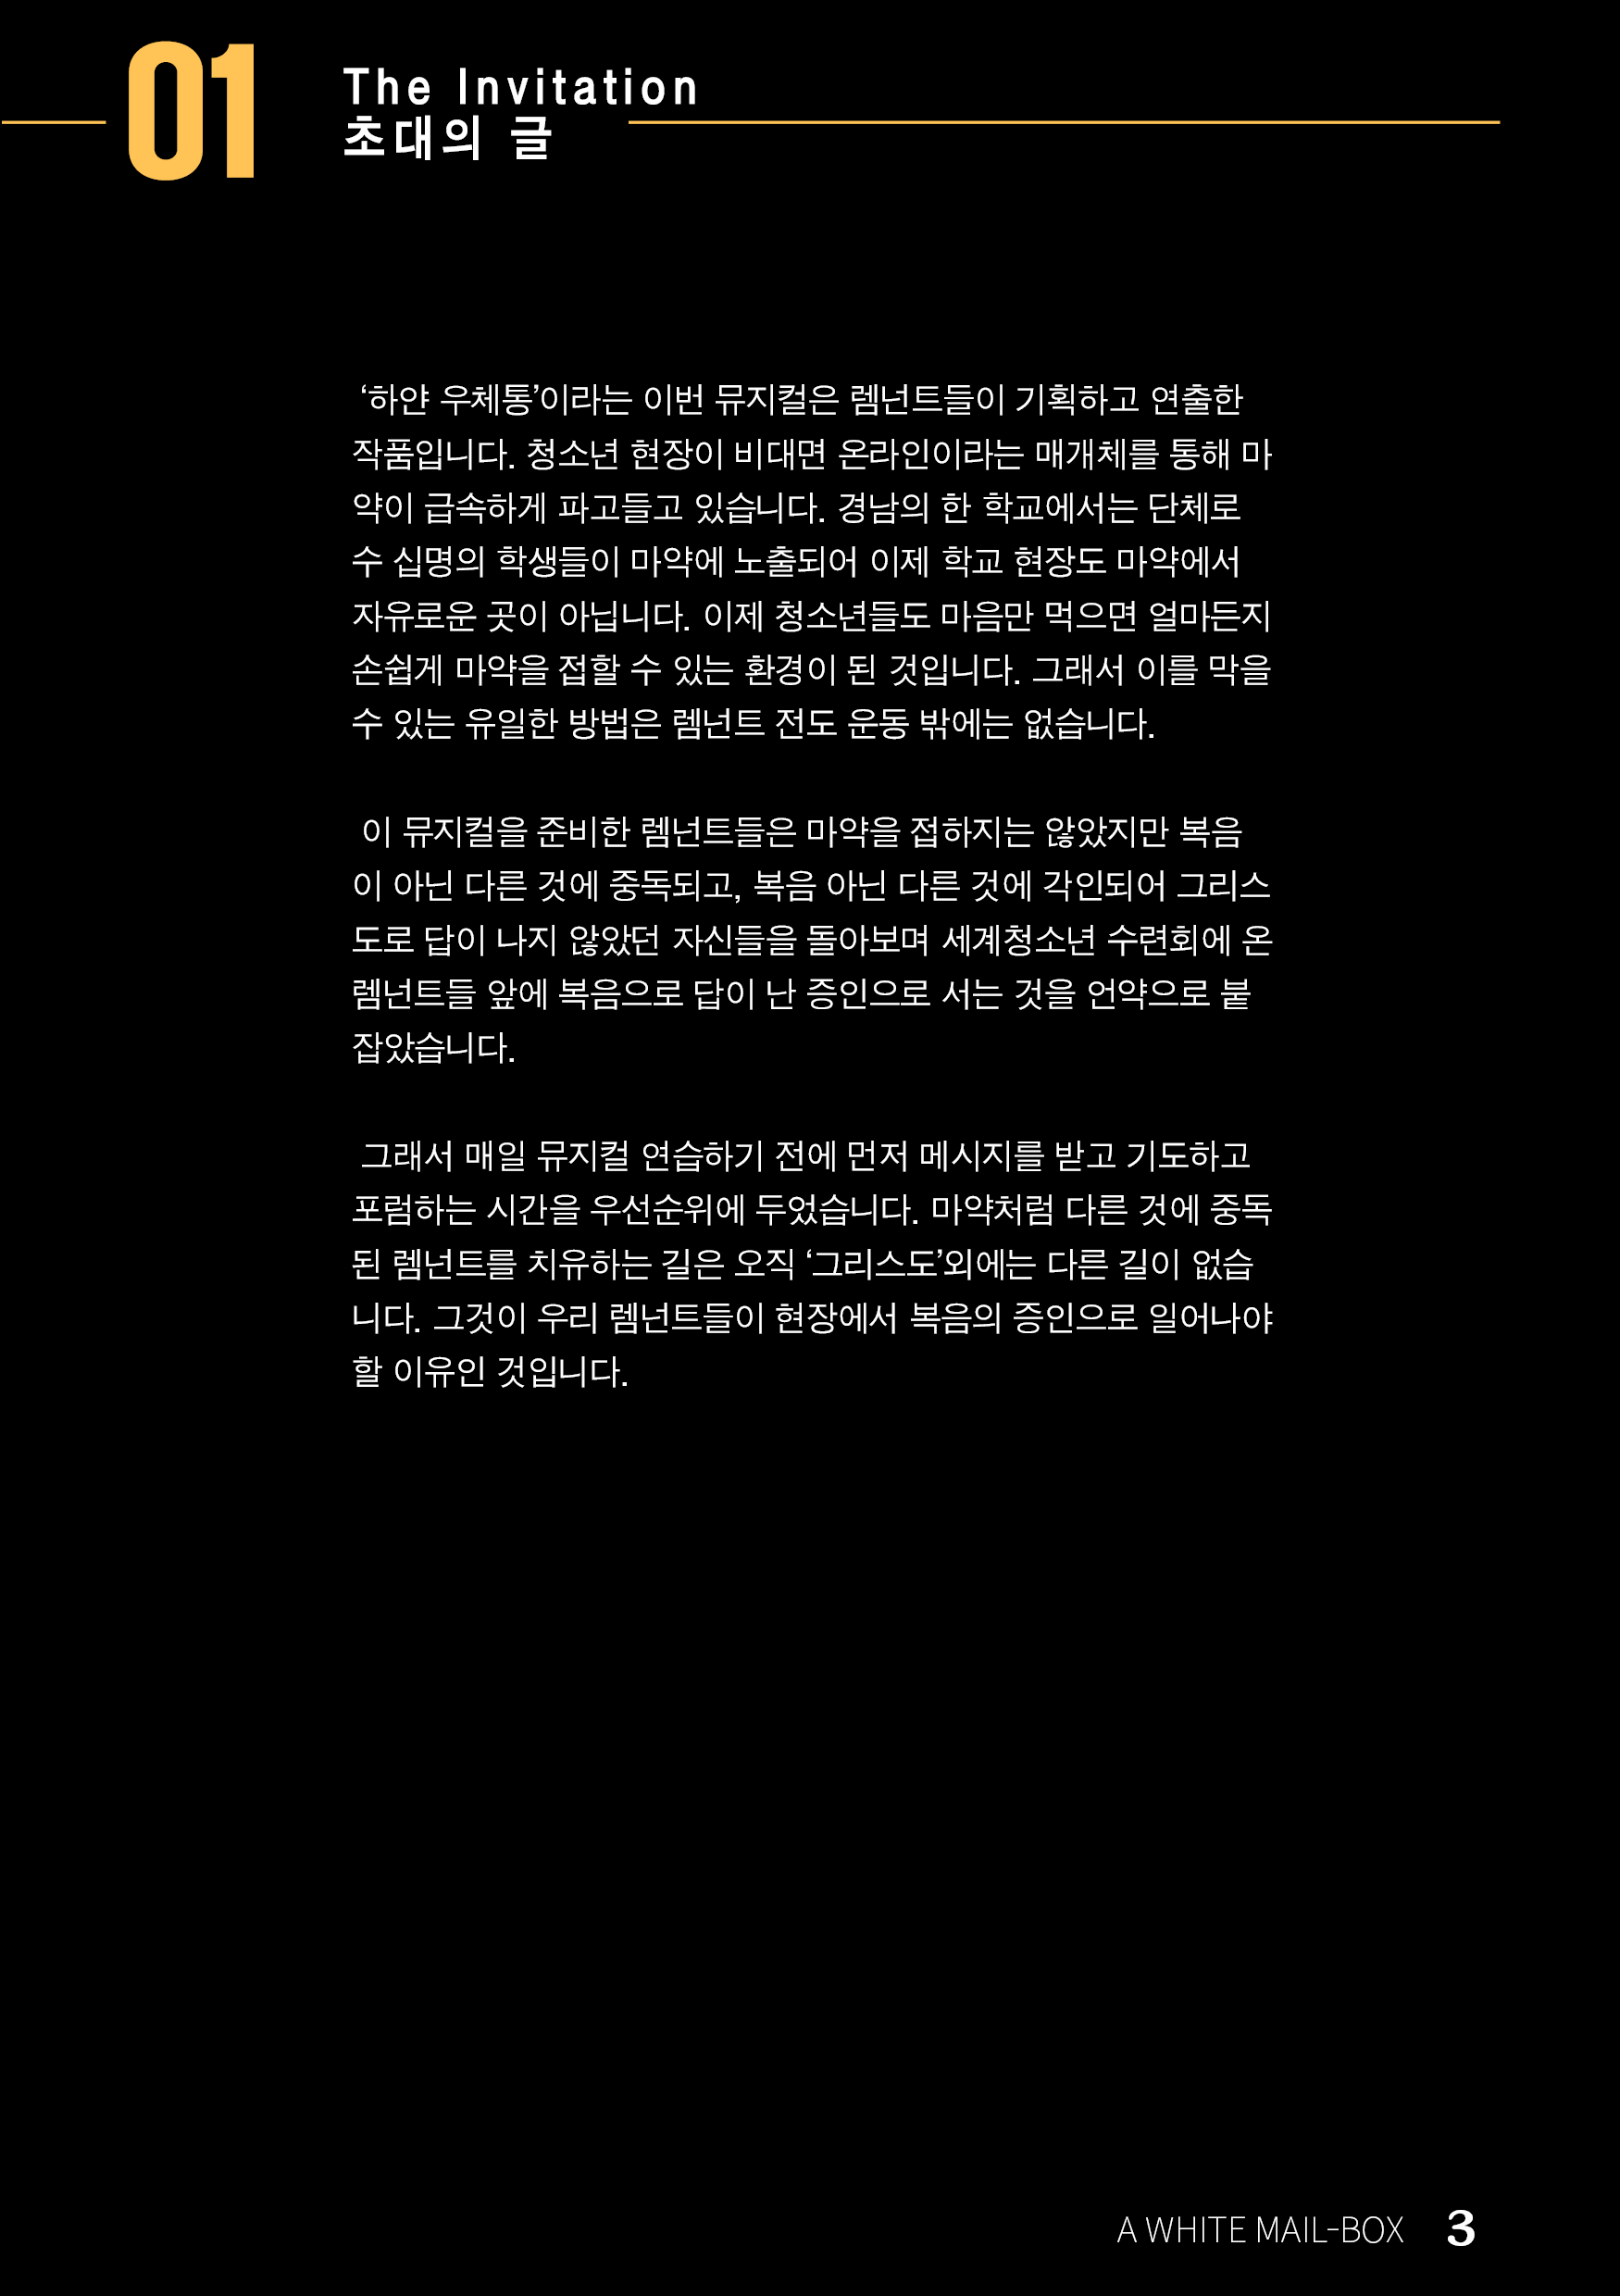 01
The Invitation
초대의 글
‘하얀 우체통’이라는 이번 뮤지컬은 렘넌트들이 기획하고 연출한
작품입니다. 청소년 현장이 비대면 온라인이라는 매개체를 통해 마
약이 급속하게 파고들고 있습니다. 경남의 한 학교에서는 단체로
수 십명의 학생들이 마약에 노출되어 이제 학교 현장도 마약에서
자유로운 곳이 아닙니다. 이제 청소년들도 마음만 먹으면 얼마든지
손쉽게 마약을 접할 수 있는 환경이 된 것입니다. 그래서 이를 막을
수 있는 유일한 방법은 렘넌트 전도 운동 밖에는 없습니다.
이 뮤지컬을 준비한 렘넌트들은 마약을 접하지는 않았지만 복음
이 아닌 다른 것에 중독되고, 복음 아닌 다른 것에 각인되어 그리스
도로 답이 나지 않았던 자신들을 돌아보며 세계청소년 수련회에 온
렘넌트들 앞에 복음으로 답이 난 증인으로 서는 것을 언약으로 붙
잡았습니다.
그래서 매일 뮤지컬 연습하기 전에 먼저 메시지를 받고 기도하고
포럼하는 시간을 우선순위에 두었습니다. 마약처럼 다른 것에 중독
된 렘넌트를 치유하는 길은 오직 ‘그리스도’외에는 다른 길이 없습
니다. 그것이 우리 렘넌트들이 현장에서 복음의 증인으로 일어나야
할 이유인 것입니다.
A WHITE MAIL-BOX 3